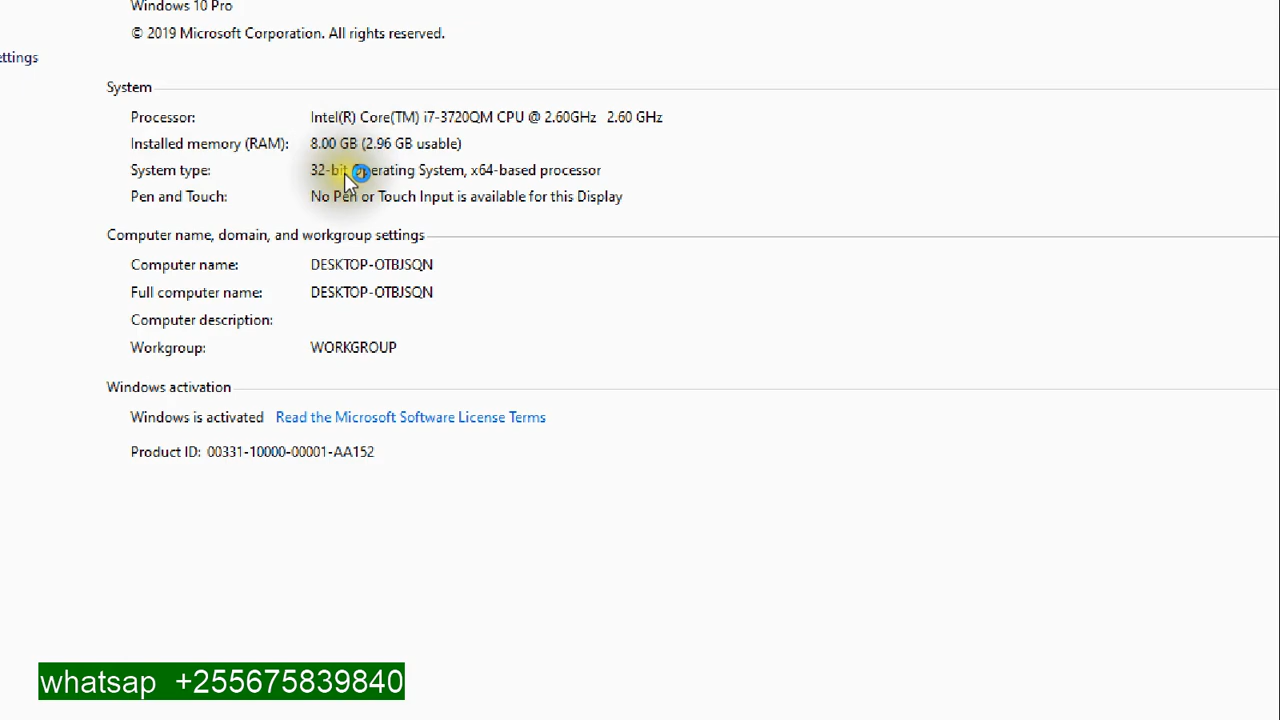 Windows 10 Pro
© 2019 Microsoft Corporation. All rights reserved.
ettings
System
Processor: Intel(R) Core(TM) i7-3720QM CPU @ 2.60GHz 2.60 GHz
Installed memory (RAM): 8.00 GB (2.96 GB usable)
System type: 32-bit Operating System, x64-based processor
Pen and Touch: No Pen or Touch Input is available for this Display
Computer name, domain, and workgroup settings
Computer name: DESKTOP-OTBJSQN
Full computer name: DESKTOP-OTBJSQN
Computer description:
Workgroup: WORKGROUP
Windows activation
Windows is activated Read the Microsoft Software License Terms
Product ID: 00331-10000-00001-AA152
whatsap +255675839840